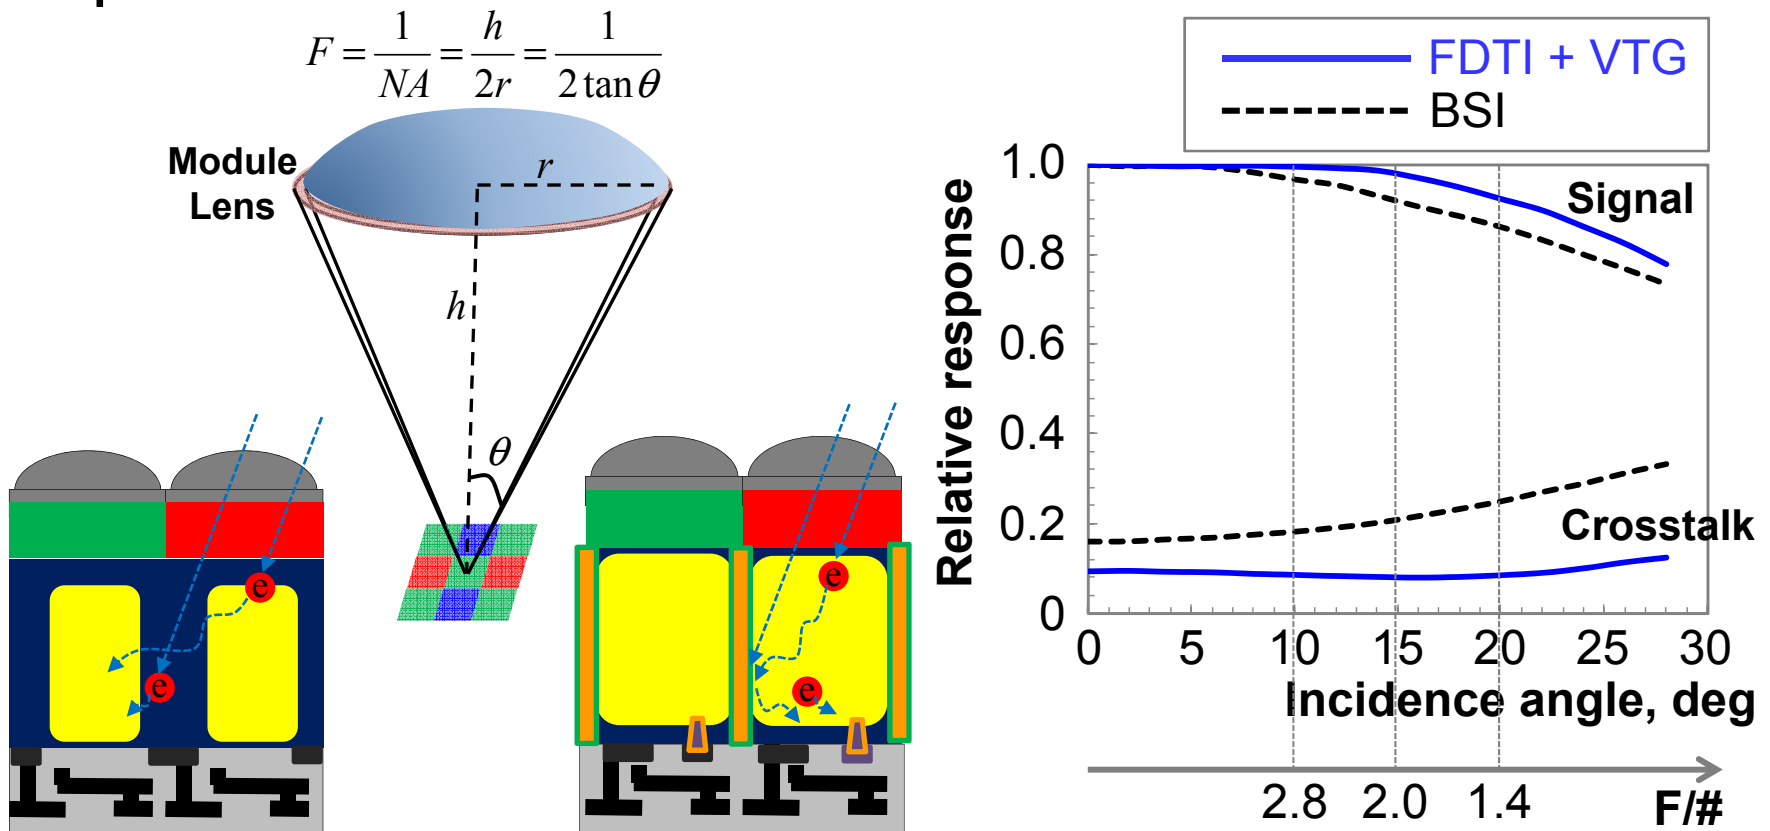 F = 1/NA = h/2r = 1/2 tan θ
Module
Lens
r
h
θ
e
e
e
e
FDTI + VTG
BSI
Relative response
1.0
0.8
0.6
0.4
0.2
0
Signal
Crosstalk
0 5 10 15 20 25 30
Incidence angle, deg
2.8 2.0 1.4 F/#